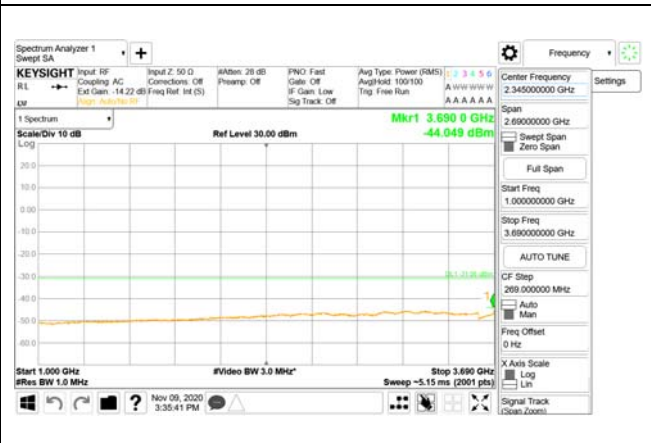 Spectrum Analyzer 1
Swept SA
Frequency
KEYSIGHT
RL
Input: RF
Coupling: AC
Ext Gain: -14.22 dB
Align: Auto/No RF
Input Z: 50 Ω
Corrections: Off
Freq Ref: Int (S)
#Atten: 28 dB
Preamp: Off
PNO: Fast
Gate: Off
IF Gain: Low
Sig Track: Off
Avg Type: Power (RMS)
Avg|Hold: 100/100
Trig: Free Run
1 2 3 4 5 6
A W W W W W
A A A A A A
1 Spectrum
Scale/Div 10 dB
Log
Ref Level 30.00 dBm
Mkr1 3.690 0 GHz
-44.049 dBm
20.0
10.0
0.00
-10.0
-20.0
-30.0
-40.0
-50.0
-60.0
1
Start 1.000 GHz
#Res BW 1.0 MHz
#Video BW 3.0 MHz*
Stop 3.690 GHz
Sweep ~5.15 ms (2001 pts)
Center Frequency
2.345000000 GHz
Settings
Span
2.69000000 GHz
Swept Span
Zero Span
Full Span
Start Freq
1.000000000 GHz
Stop Freq
3.690000000 GHz
AUTO TUNE
CF Step
269.000000 MHz
Auto
Man
Freq Offset
0 Hz
X Axis Scale
Log
Lin
Signal Track
(Span Zoom)
?
Nov 09, 2020
3:35:41 PM